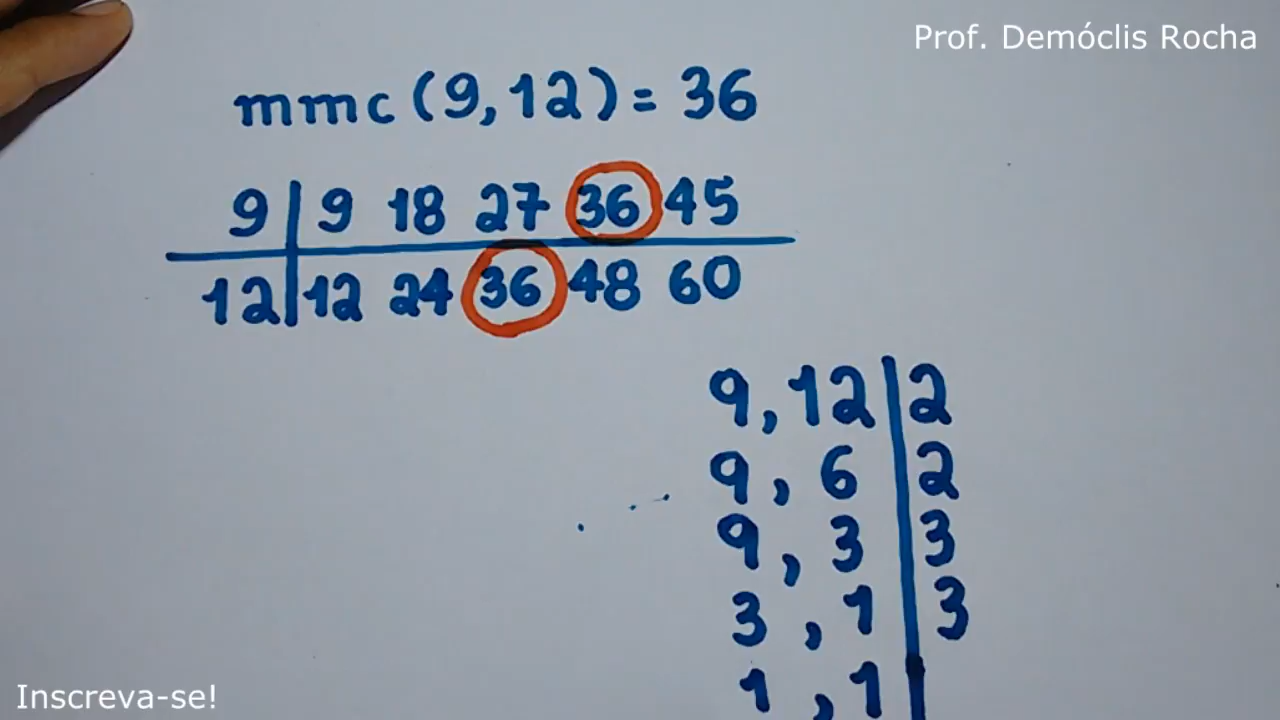 Prof. Demóclis Rocha
mmc (9, 12) = 36
9 | 9 18 27 36 45
12 | 12 24 36 48 60
9, 12 | 2
9, 6 | 2
9, 3 | 3
3, 1 | 3
1, 1 |
Inscreva-se!